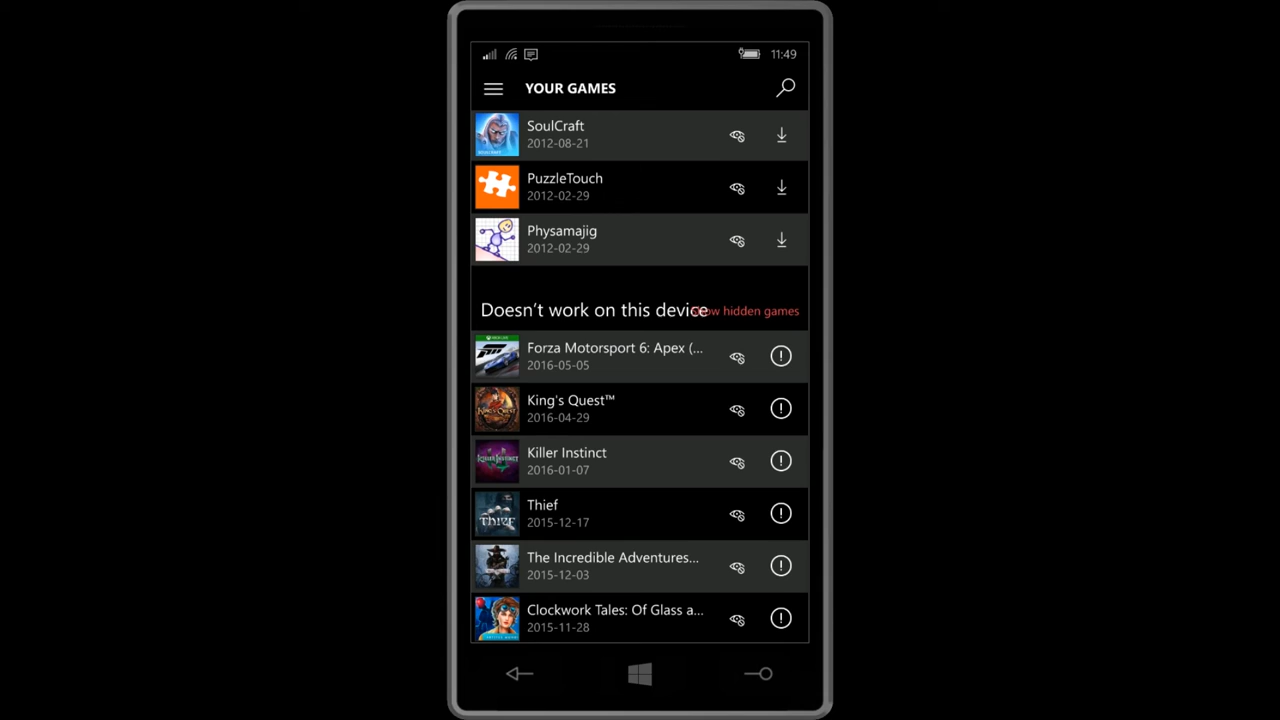 11:49
YOUR GAMES
SoulCraft
2012-08-21
PuzzleTouch
2012-02-29
Physamajig
2012-02-29
Doesn't work on this device
Show hidden games
Forza Motorsport 6: Apex (...
2016-05-05
King's Quest™
2016-04-29
Killer Instinct
2016-01-07
Thief
2015-12-17
The Incredible Adventures...
2015-12-03
Clockwork Tales: Of Glass a...
2015-11-28